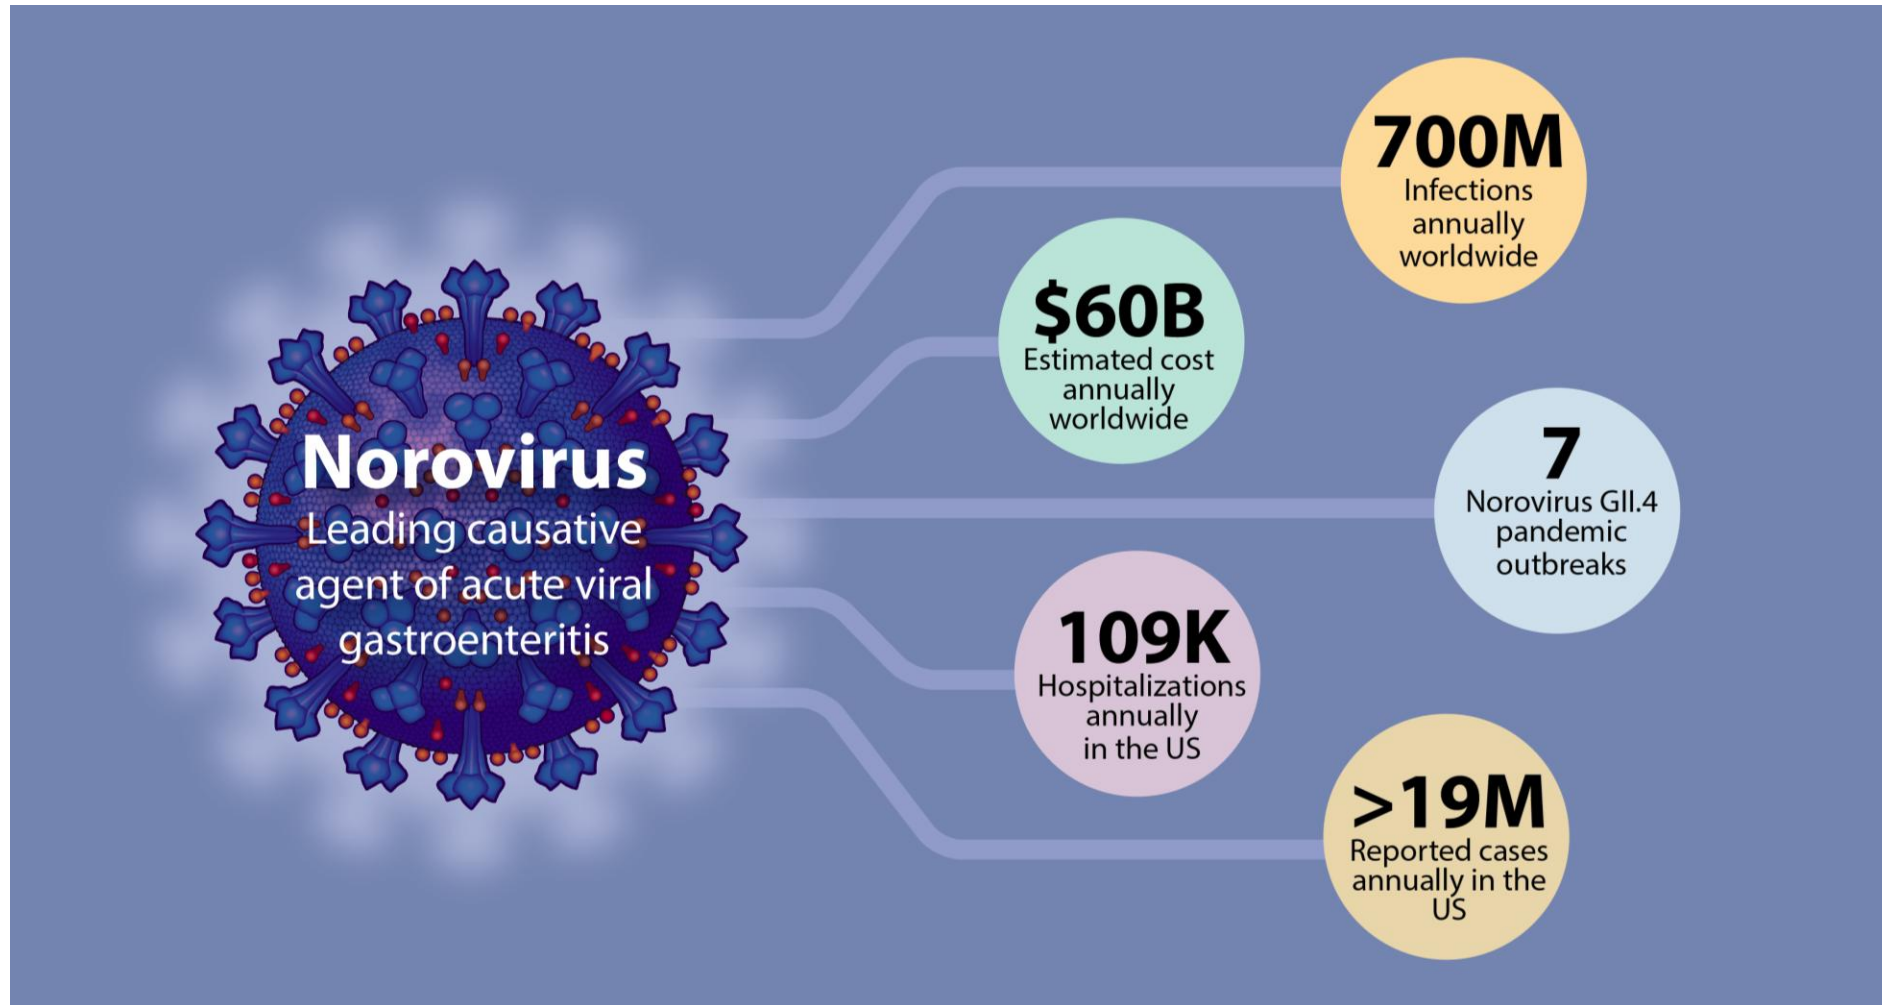 Norovirus
Leading causative
agent of acute viral
gastroenteritis
700M
Infections
annually
worldwide
$60B
Estimated cost
annually
worldwide
7
Norovirus GII.4
pandemic
outbreaks
109K
Hospitalizations
annually
in the US
>19M
Reported cases
annually in the
US